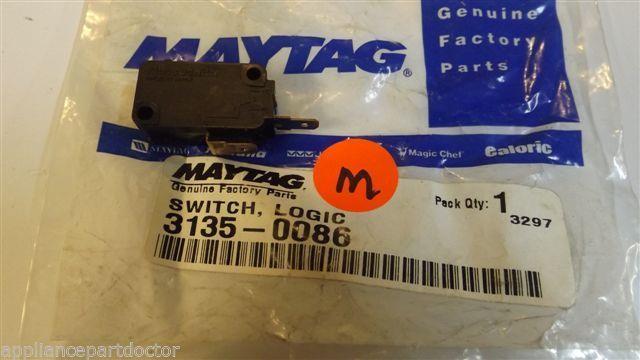 Genuine
Factory
Parts
MAYTAG®
MAYTAG
Magic Chef
Caloric
MAYTAG
Genuine Factory Parts
M
SWITCH, LOGIC
3135-0086
Pack Qty: 1
3297
© appliancepartdoctor